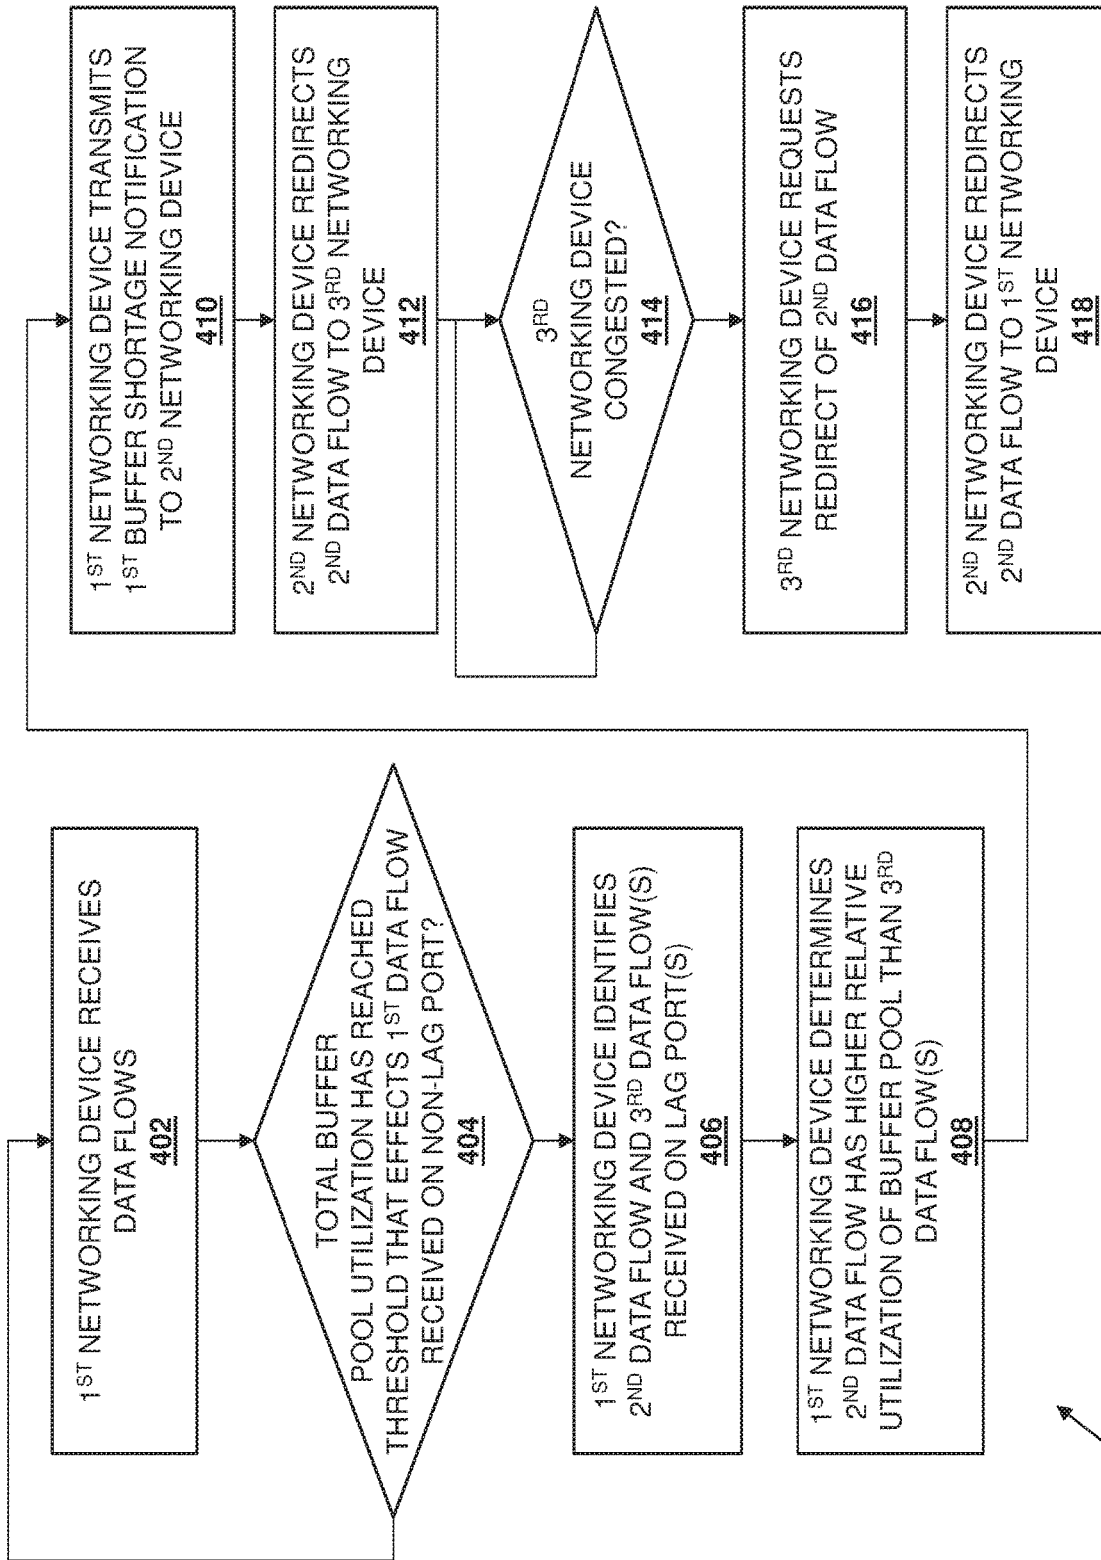 1ST NETWORKING DEVICE RECEIVES
DATA FLOWS
402
TOTAL BUFFER
POOL UTILIZATION HAS REACHED
THRESHOLD THAT EFFECTS 1ST DATA FLOW
RECEIVED ON NON-LAG PORT?
404
1ST NETWORKING DEVICE IDENTIFIES
2ND DATA FLOW AND 3RD DATA FLOW(S)
RECEIVED ON LAG PORT(S)
406
1ST NETWORKING DEVICE DETERMINES
2ND DATA FLOW HAS HIGHER RELATIVE
UTILIZATION OF BUFFER POOL THAN 3RD
DATA FLOW(S)
408
1ST NETWORKING DEVICE TRANSMITS
1ST BUFFER SHORTAGE NOTIFICATION
TO 2ND NETWORKING DEVICE
410
2ND NETWORKING DEVICE REDIRECTS
2ND DATA FLOW TO 3RD NETWORKING
DEVICE
412
3RD
NETWORKING DEVICE
CONGESTED?
414
3RD NETWORKING DEVICE REQUESTS
REDIRECT OF 2ND DATA FLOW
416
2ND NETWORKING DEVICE REDIRECTS
2ND DATA FLOW TO 1ST NETWORKING
DEVICE
418